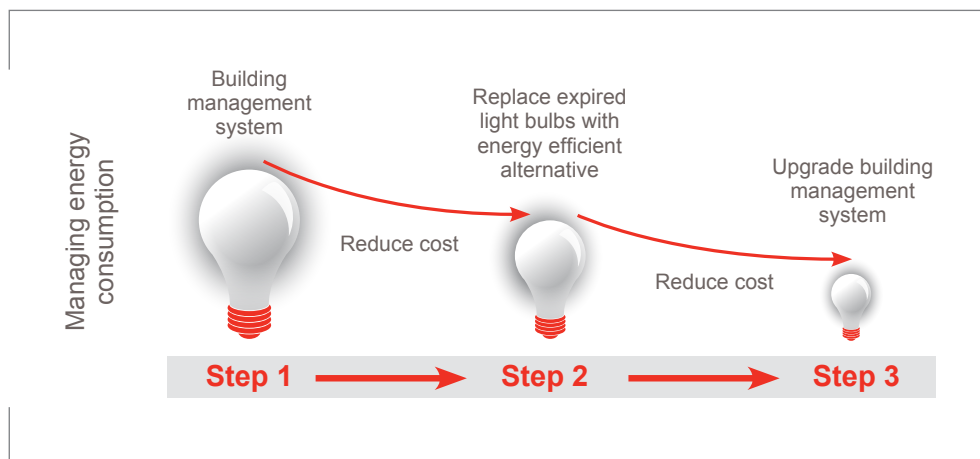 Managing energy
consumption
Building
management
system
Replace expired
light bulbs with
energy efficient
alternative
Upgrade building
management
system
Reduce cost
Reduce cost
Step 1
Step 2
Step 3